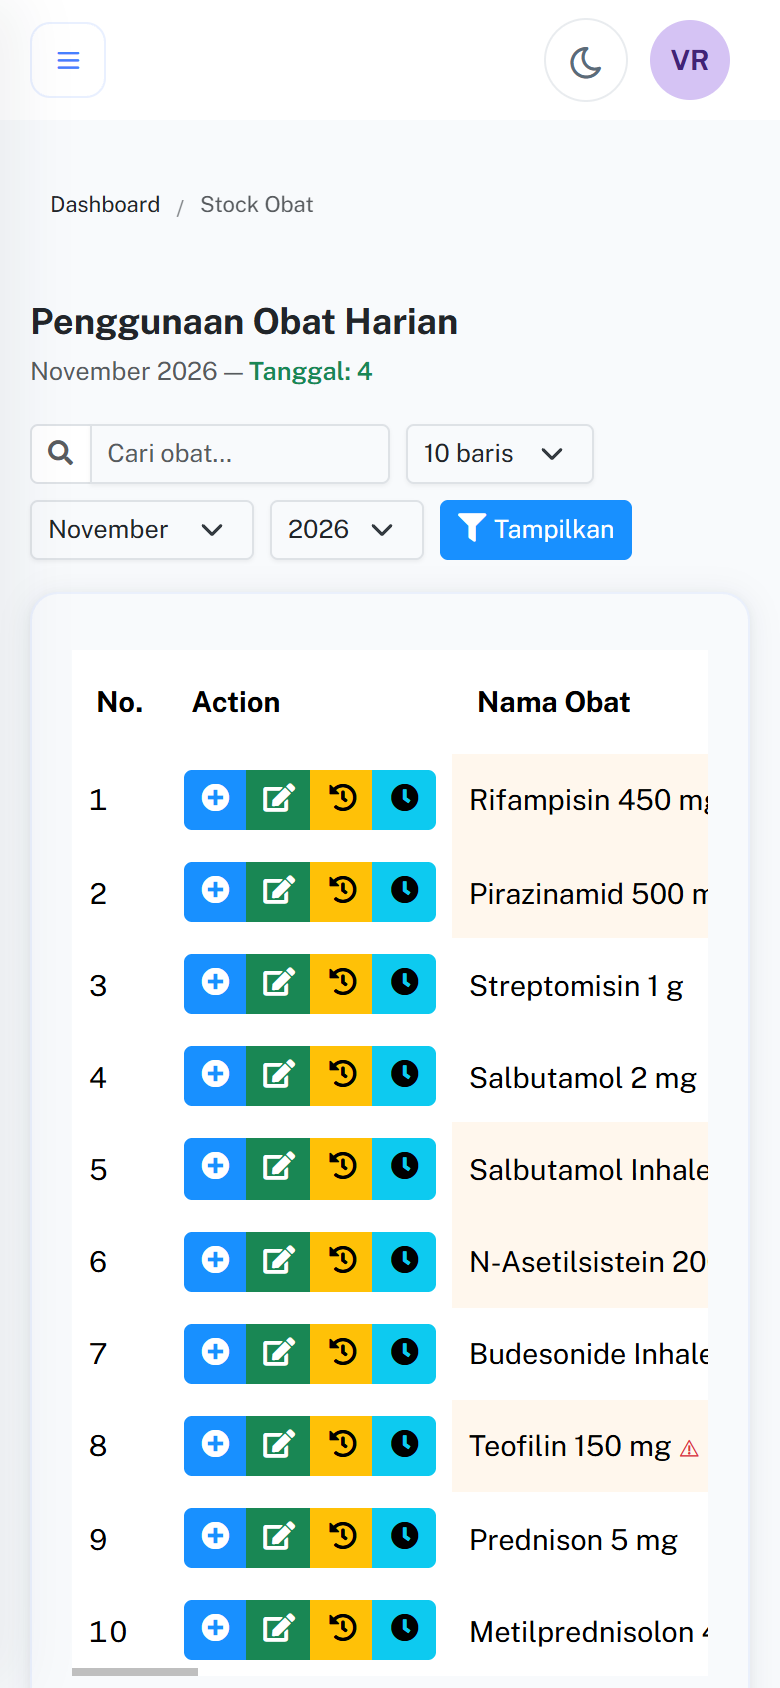 VR
Dashboard / Stock Obat
Penggunaan Obat Harian
November 2026 — Tanggal: 4
Cari obat...
10 baris
November
2026
Tampilkan
No. Action Nama Obat
1 Rifampisin 450
2 Pirazinamid 500
3 Streptomisin 1 g
4 Salbutamol 2 mg
5 Salbutamol
6 N-Asetilsistein
7 Budesonide
8 Teofilin 150 mg
9 Prednison 5 mg
10 Metilprednisolon